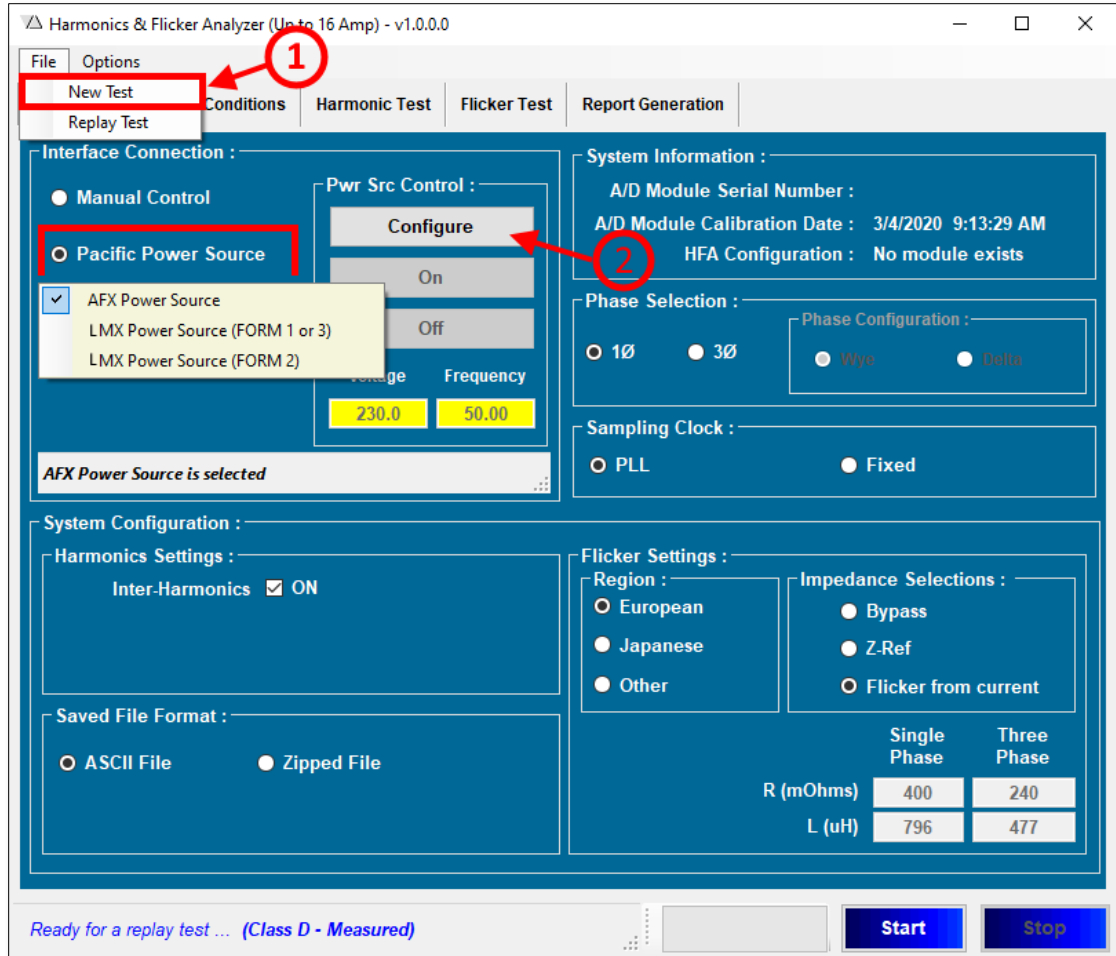 Harmonics & Flicker Analyzer (Up to 16 Amp) - v1.0.0.0
File Options
1
New Test
Replay Test
Conditions Harmonic Test Flicker Test Report Generation
Interface Connection :
Manual Control
Pacific Power Source
AFX Power Source
LMX Power Source (FORM 1 or 3)
LMX Power Source (FORM 2)
Pwr Src Control :
Configure
2
On
Off
Voltage Frequency
230.0 50.00
AFX Power Source is selected
System Information :
A/D Module Serial Number :
A/D Module Calibration Date : 3/4/2020 9:13:29 AM
HFA Configuration : No module exists
Phase Selection :
1Ø 3Ø
Phase Configuration :
Wye Delta
Sampling Clock :
PLL Fixed
System Configuration :
Harmonics Settings :
Inter-Harmonics ON
Saved File Format :
ASCII File Zipped File
Flicker Settings :
Region :
European
Japanese
Other
Impedance Selections :
Bypass
Z-Ref
Flicker from current
Single Phase Three Phase
R (mOhms) 400 240
L (uH) 796 477
Ready for a replay test ... (Class D - Measured)
Start Stop